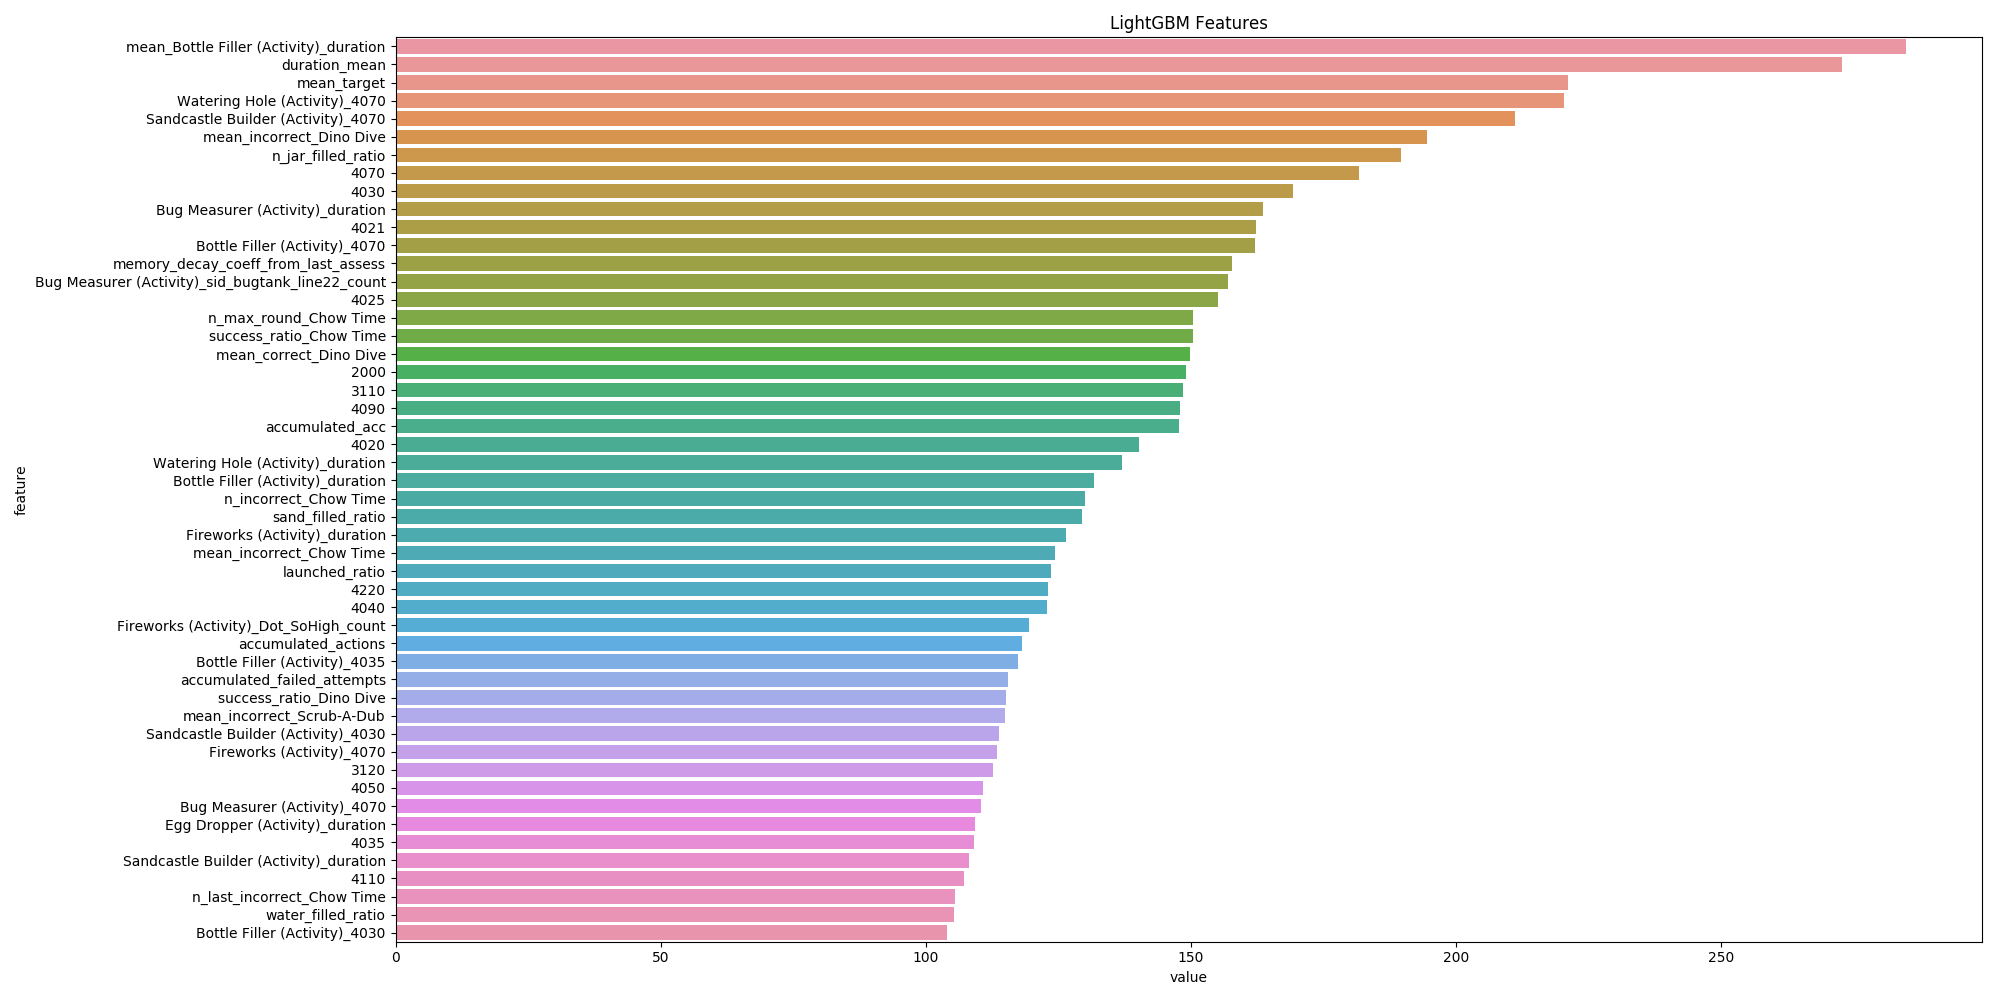 LightGBM Features
mean_Bottle Filler (Activity)_duration
duration_mean
mean_target
Watering Hole (Activity)_4070
Sandcastle Builder (Activity)_4070
mean_incorrect_Dino Dive
n_jar_filled_ratio
4070
4030
Bug Measurer (Activity)_duration
4021
Bottle Filler (Activity)_4070
memory_decay_coeff_from_last_assess
Bug Measurer (Activity)_sid_bugtank_line22_count
4025
n_max_round_Chow Time
success_ratio_Chow Time
mean_correct_Dino Dive
2000
3110
4090
accumulated_acc
4020
Watering Hole (Activity)_duration
Bottle Filler (Activity)_duration
n_incorrect_Chow Time
sand_filled_ratio
Fireworks (Activity)_duration
mean_incorrect_Chow Time
launched_ratio
4220
4040
Fireworks (Activity)_Dot_SoHigh_count
accumulated_actions
Bottle Filler (Activity)_4035
accumulated_failed_attempts
success_ratio_Dino Dive
mean_incorrect_Scrub-A-Dub
Sandcastle Builder (Activity)_4030
Fireworks (Activity)_4070
3120
4050
Bug Measurer (Activity)_4070
Egg Dropper (Activity)_duration
4035
Sandcastle Builder (Activity)_duration
4110
n_last_incorrect_Chow Time
water_filled_ratio
Bottle Filler (Activity)_4030
feature
0 50 100 150 200 250
value